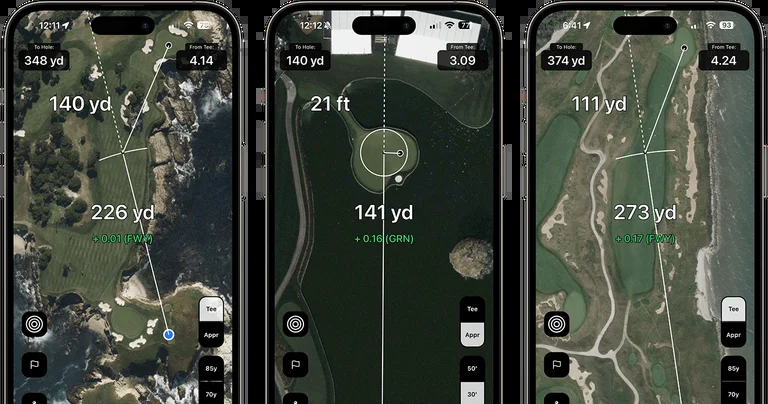 12:11
78
To Hole:
348 yd
From Tee:
4.14
140 yd
226 yd
+ 0.01 (FWY)
Tee
Appr
85y
70y
12:12
77
To Hole:
140 yd
From Tee:
3.09
21 ft
141 yd
+ 0.16 (GRN)
Tee
Appr
50'
30'
6:41
93
To Hole:
374 yd
From Tee:
4.24
111 yd
273 yd
+ 0.17 (FWY)
Tee
Appr
85y
70y